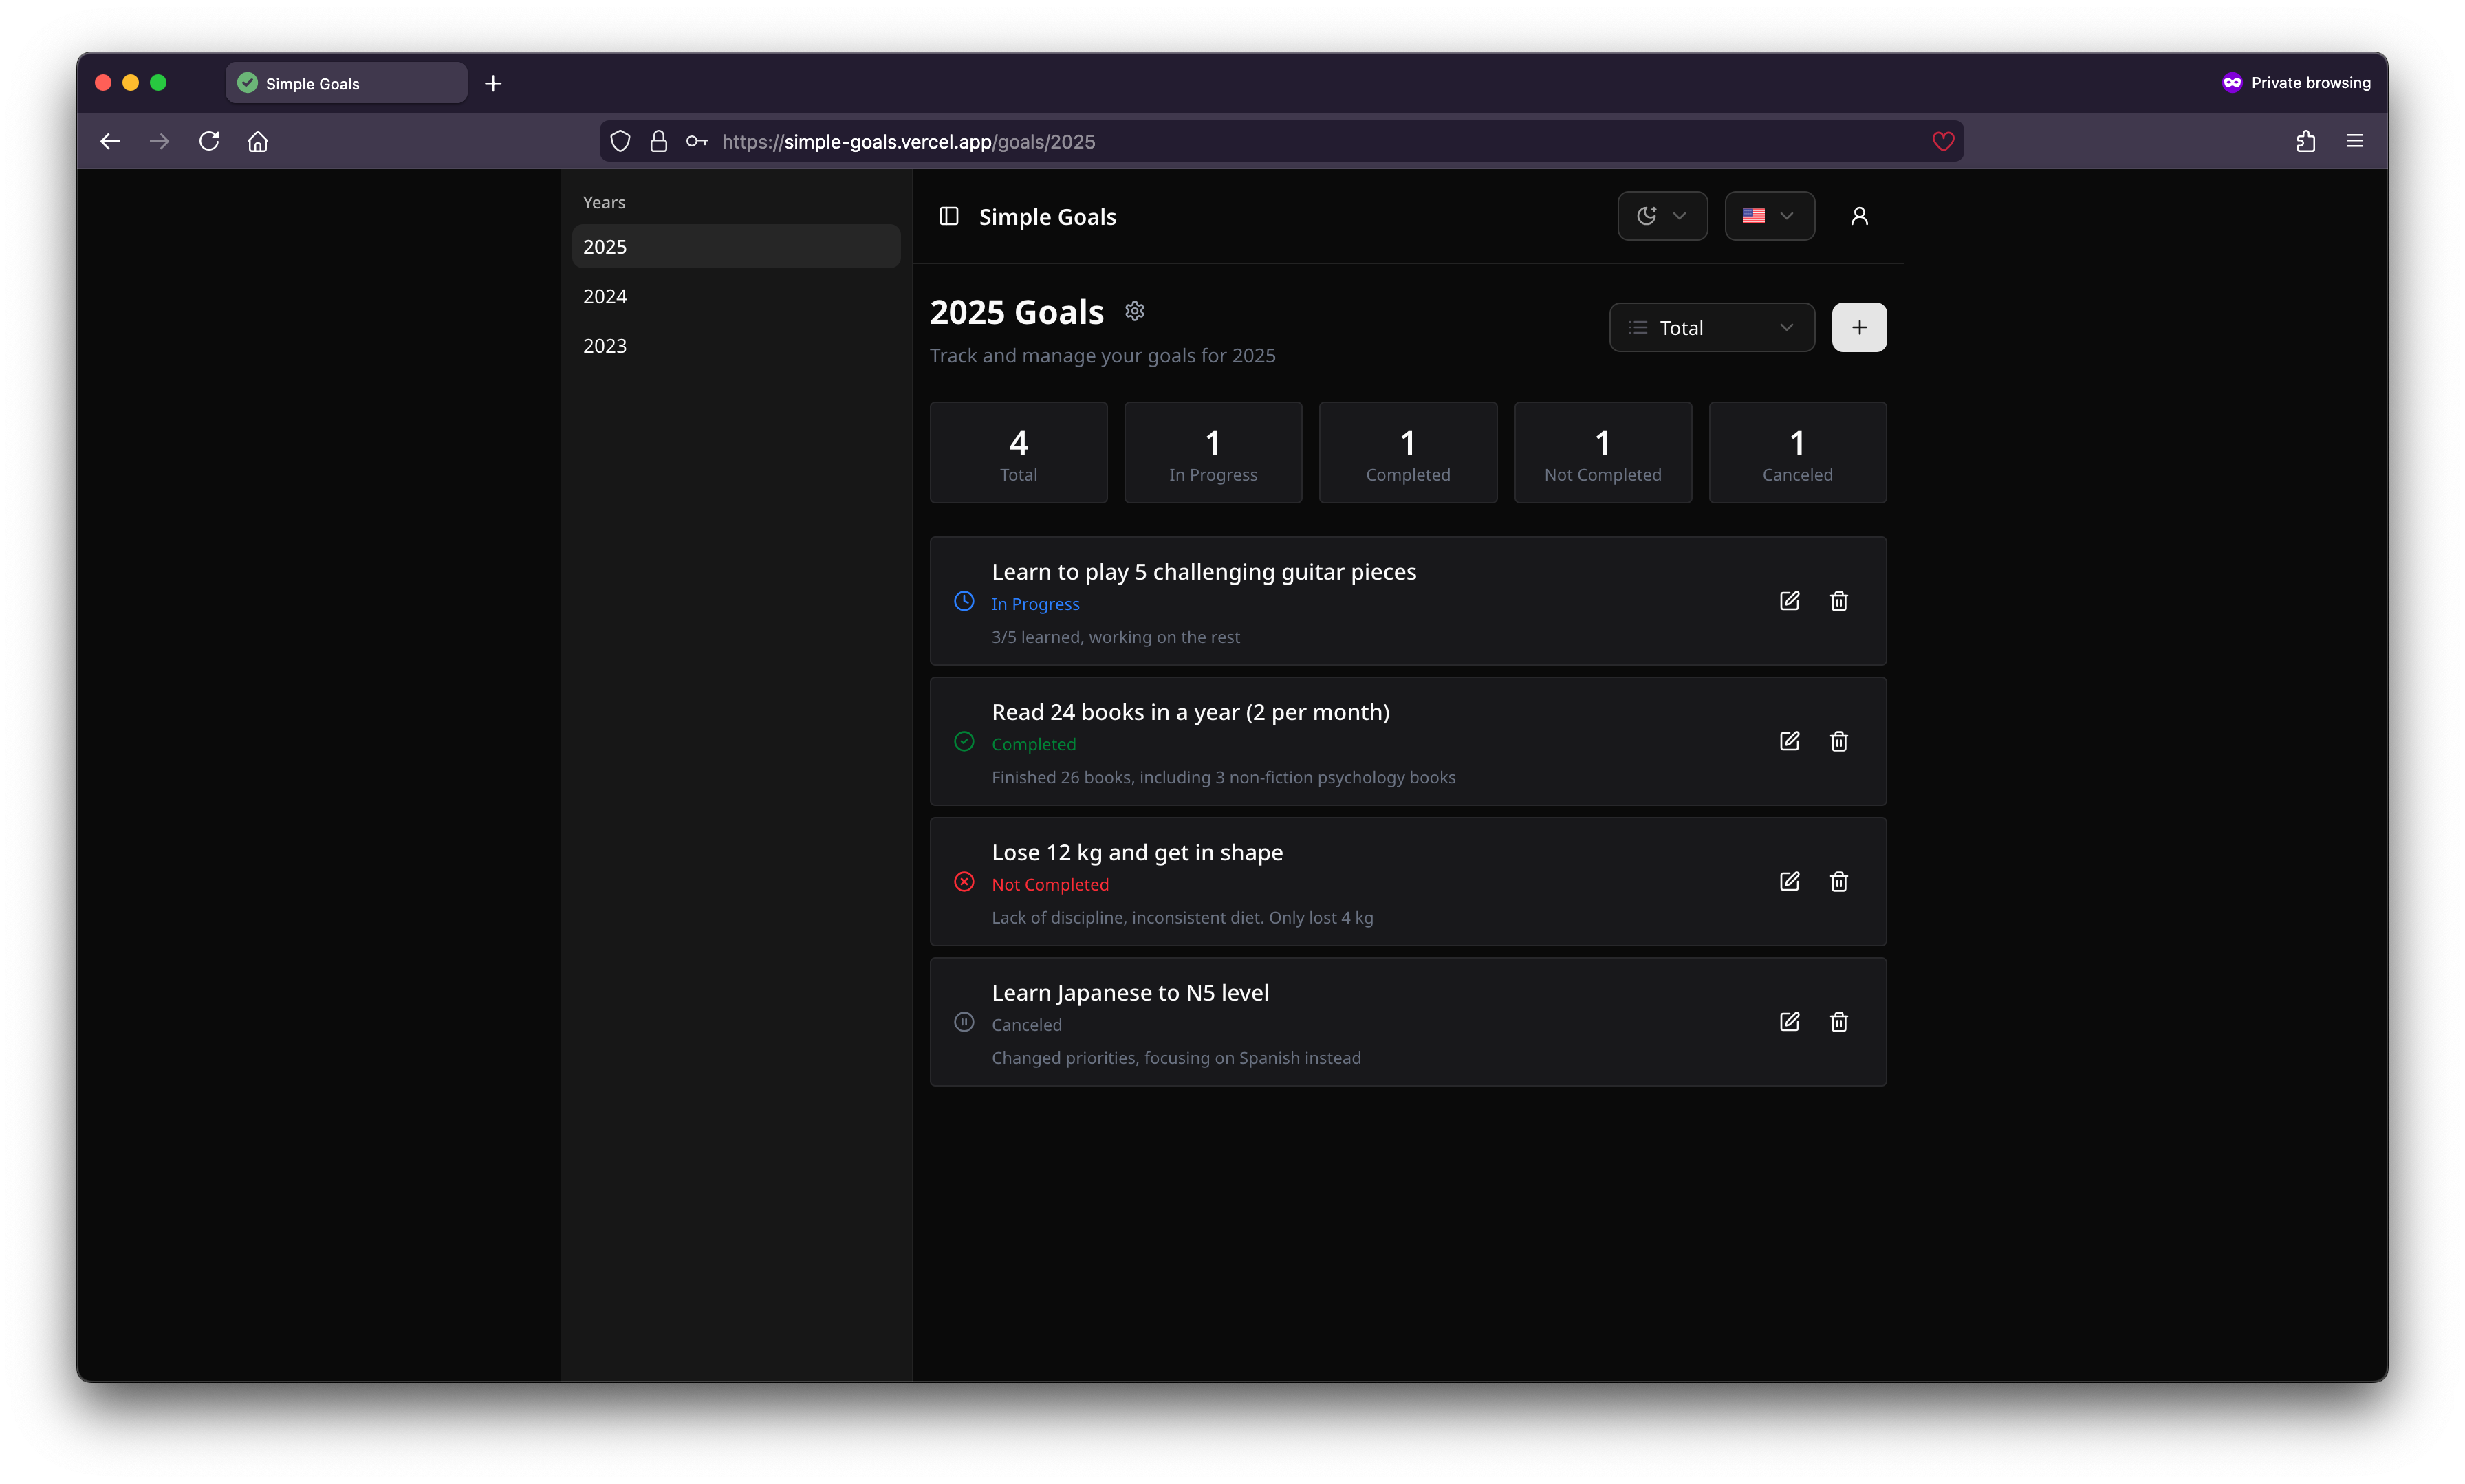 Simple Goals
Private browsing
https://simple-goals.vercel.app/goals/2025
Years
2025
2024
2023
Simple Goals
2025 Goals
Track and manage your goals for 2025
Total
4
Total
1
In Progress
1
Completed
1
Not Completed
1
Canceled
Learn to play 5 challenging guitar pieces
In Progress
3/5 learned, working on the rest
Read 24 books in a year (2 per month)
Completed
Finished 26 books, including 3 non-fiction psychology books
Lose 12 kg and get in shape
Not Completed
Lack of discipline, inconsistent diet. Only lost 4 kg
Learn Japanese to N5 level
Canceled
Changed priorities, focusing on Spanish instead